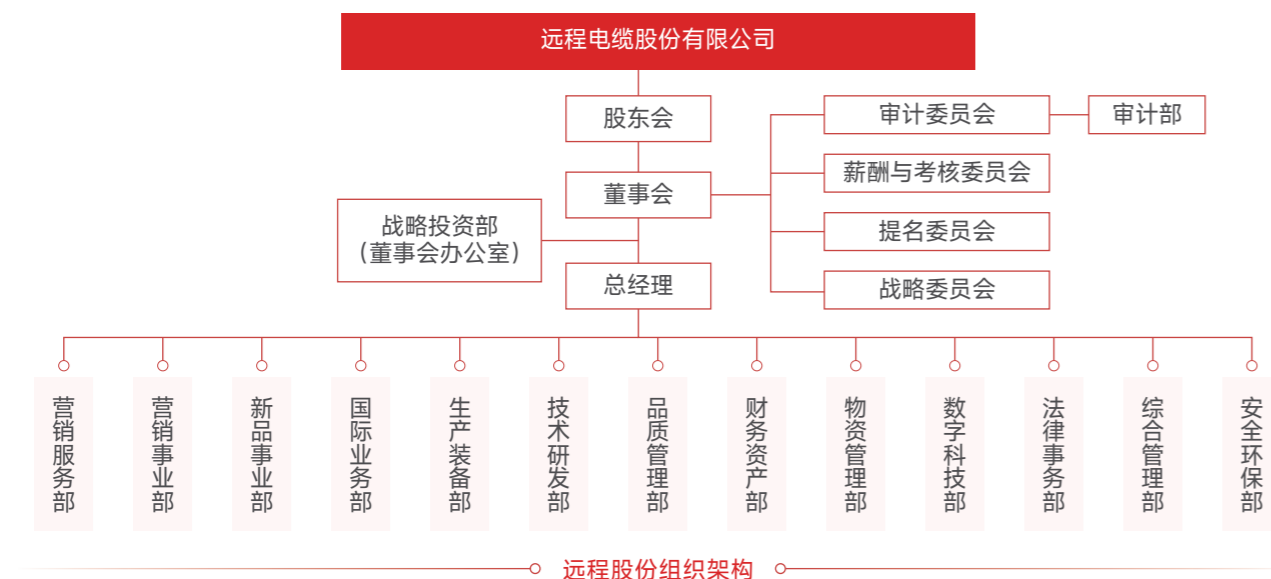 远程电缆股份有限公司
股东会
审计委员会
审计部
薪酬与考核委员会
董事会
战略投资部
（董事会办公室）
提名委员会
总经理
战略委员会
营销服务部
营销事业部
新品事业部
国际业务部
生产装备部
技术研发部
品质管理部
财务资产部
物资管理部
数字科技部
法律事务部
综合管理部
安全环保部
远程股份组织架构